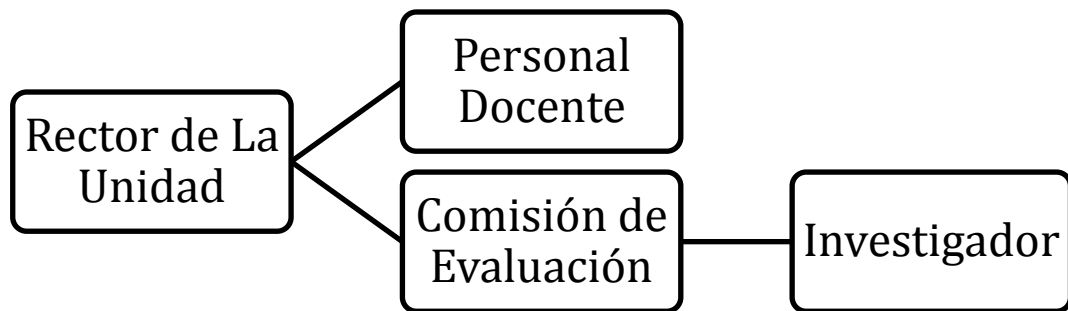 Personal
Docente
Rector de La
Unidad
Comisión de
Evaluación
Investigador